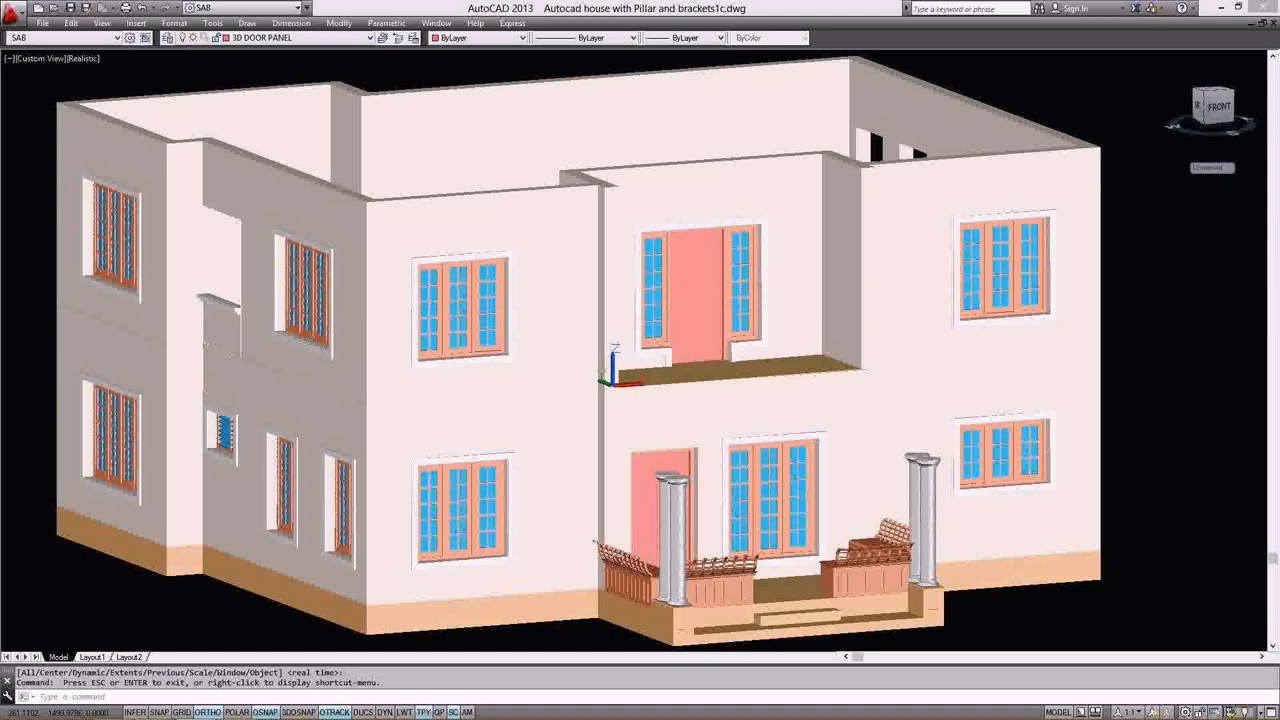 SAB
AutoCAD 2013 Autocad house with Pillar and brackets1c.dwg
Type a keyword or phrase
Sign In
File Edit View Insert Format Tools Draw Dimension Modify Parametric Window Help Express
SAB
3D DOOR PANEL
ByLayer
ByLayer
ByLayer
ByColor
[−][Custom View][Realistic]
FRONT
Unnamed
Z
Model Layout1 Layout2
[All/Center/Dynamic/Extents/Previous/Scale/Window/Object] <real time>:
Command: Press ESC or ENTER to exit, or right-click to display shortcut-menu.
Type a command
INFER SNAP GRID ORTHO POLAR OSNAP 3DOSNAP OTRACK DUCS DYN LWT TPY QP SC AM
MODEL
1:1